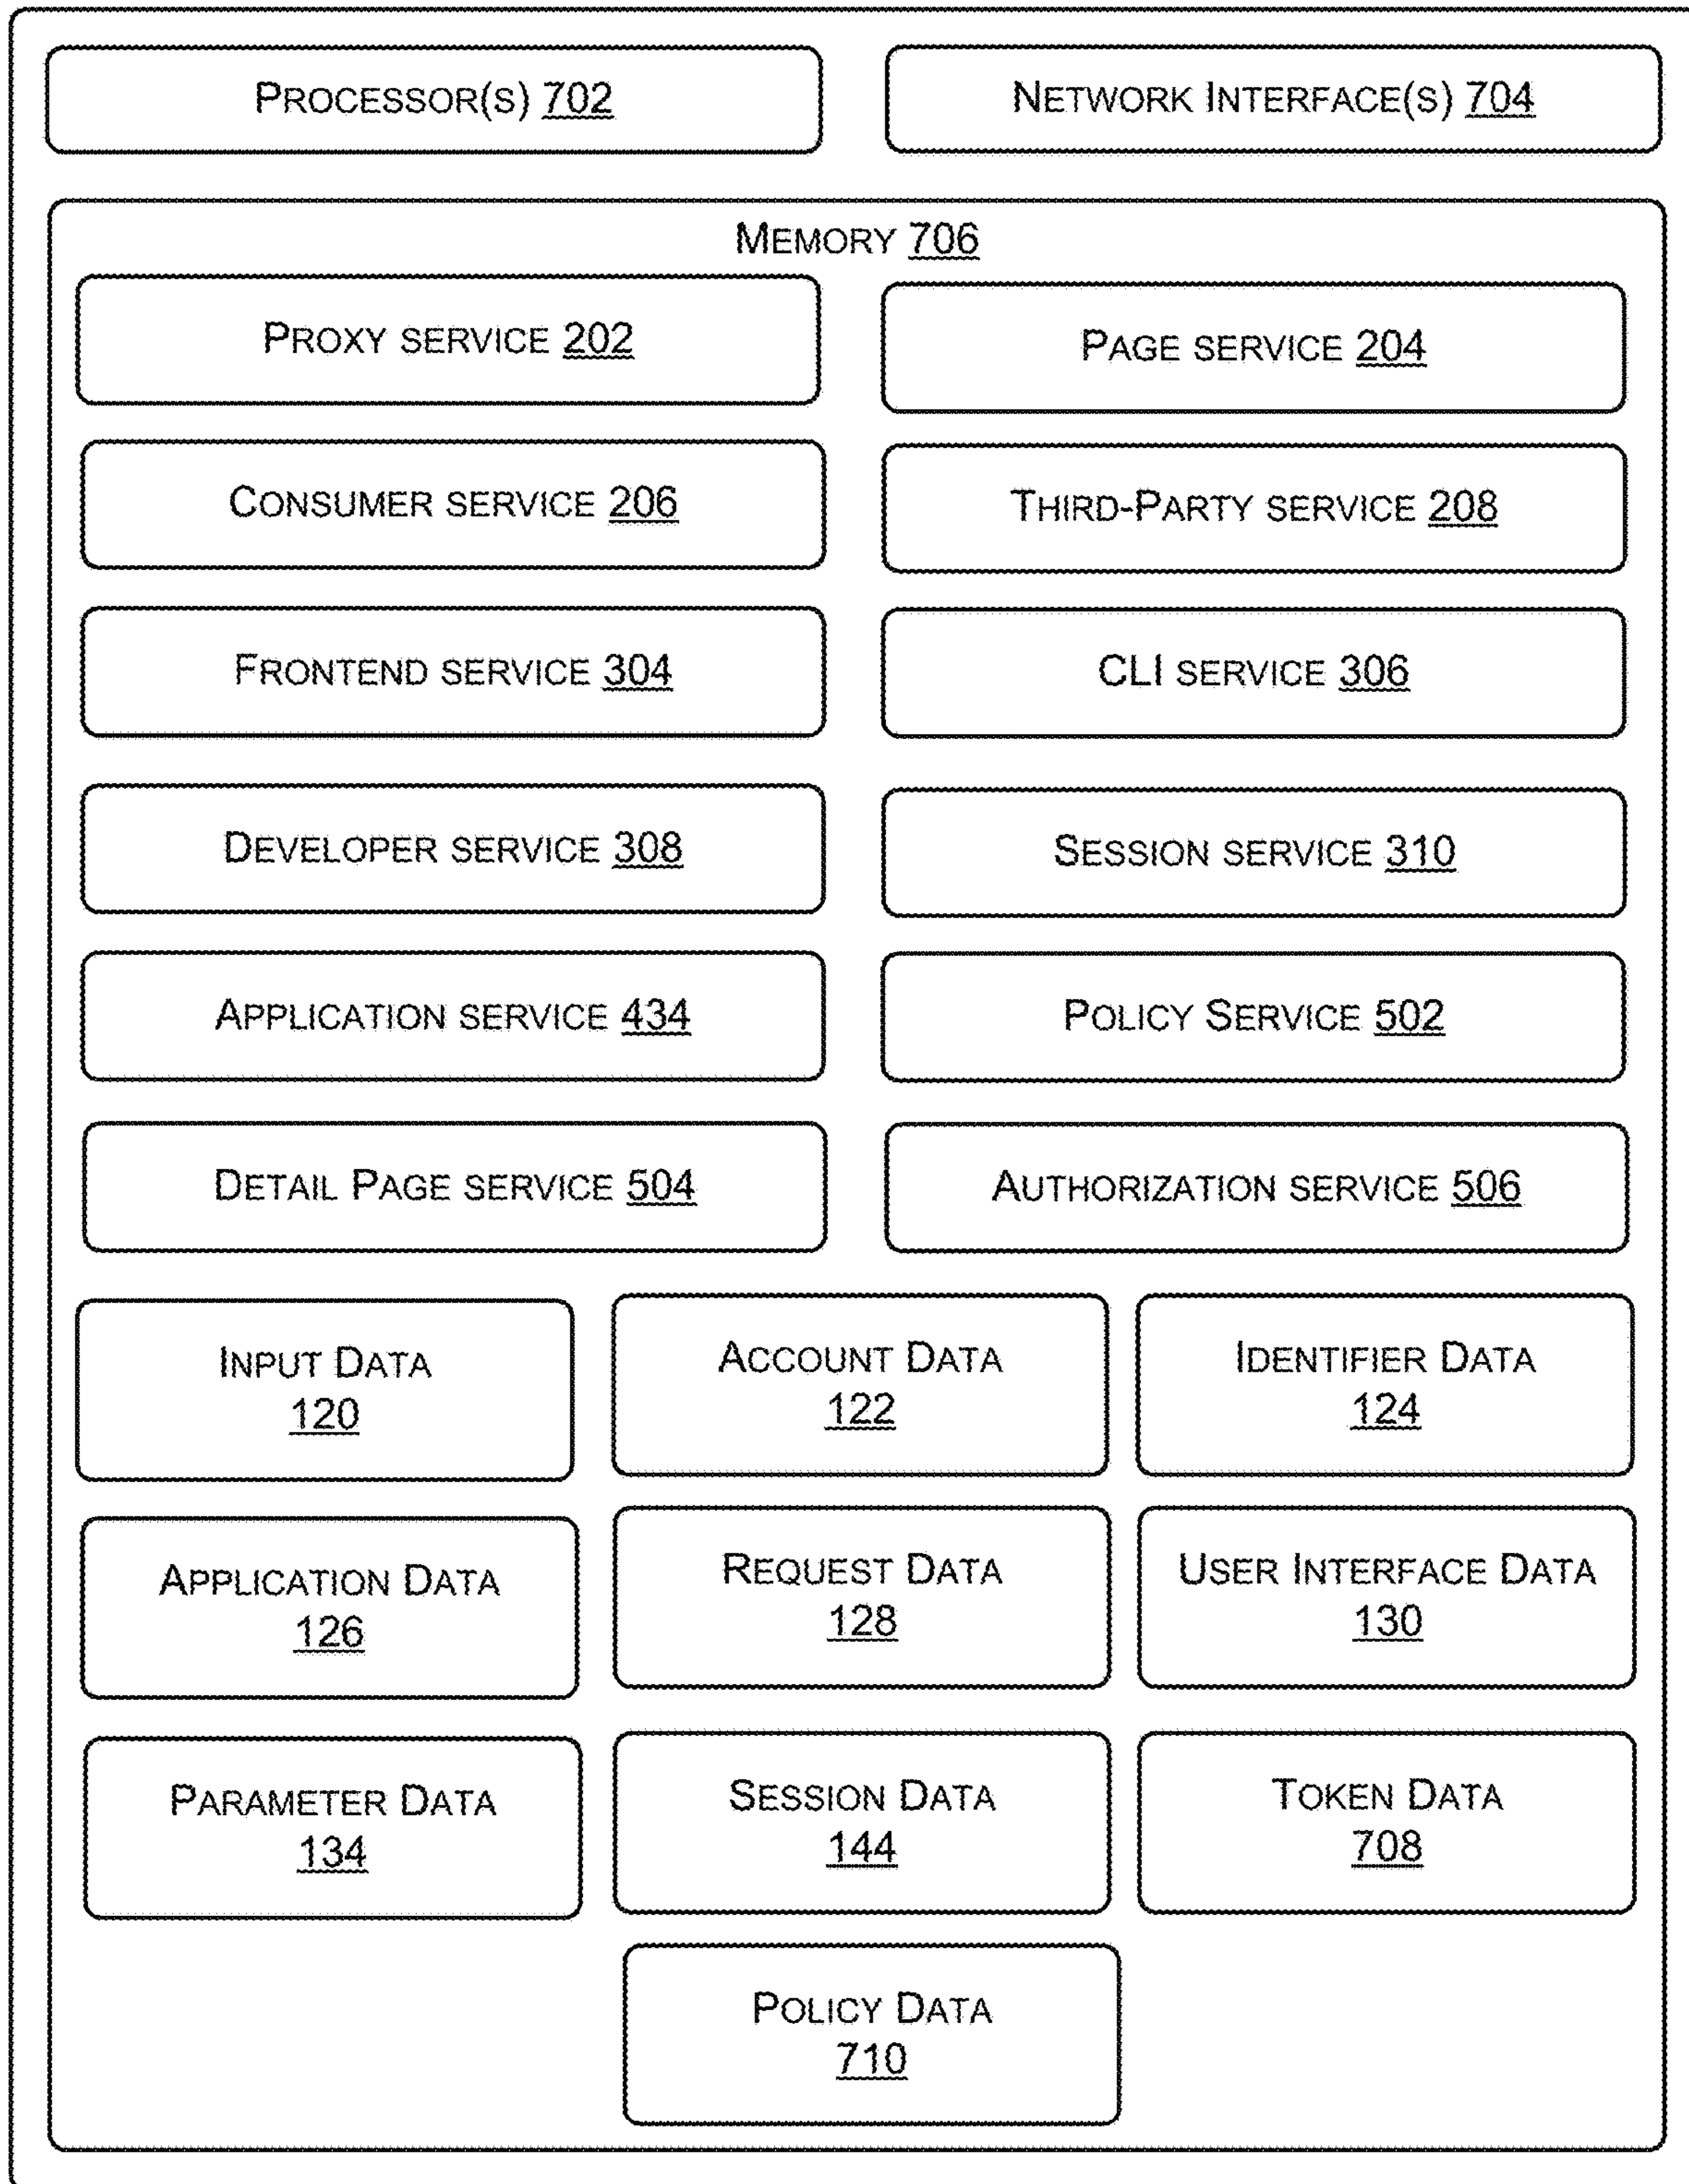 PROCESSOR(S) 702
NETWORK INTERFACE(S) 704
MEMORY 706
PROXY SERVICE 202
PAGE SERVICE 204
CONSUMER SERVICE 206
THIRD-PARTY SERVICE 208
FRONTEND SERVICE 304
CLI SERVICE 306
DEVELOPER SERVICE 308
SESSION SERVICE 310
APPLICATION SERVICE 434
POLICY SERVICE 502
DETAIL PAGE SERVICE 504
AUTHORIZATION SERVICE 506
INPUT DATA
120
ACCOUNT DATA
122
IDENTIFIER DATA
124
APPLICATION DATA
126
REQUEST DATA
128
USER INTERFACE DATA
130
PARAMETER DATA
134
SESSION DATA
144
TOKEN DATA
708
POLICY DATA
710